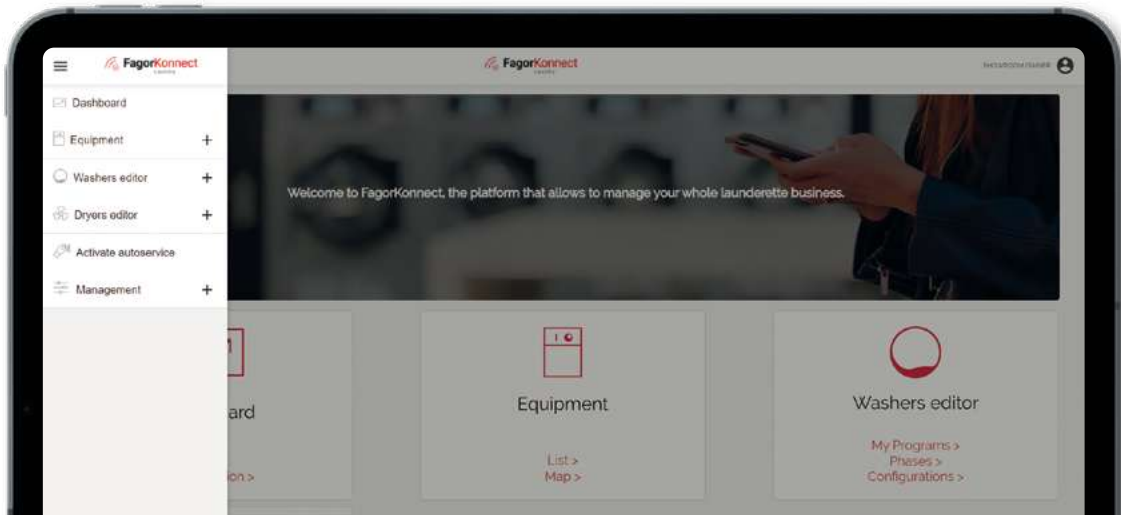 FagorKonnect
FagorKonnect
Dashboard
Equipment +
Washers editor +
Dryers editor +
Activate autoservice
Management +
Welcome to FagorKonnect, the platform that allows to manage your whole launderette business.
ard
ion >
Equipment
List >
Map >
Washers editor
My Programs >
Phases >
Configurations >